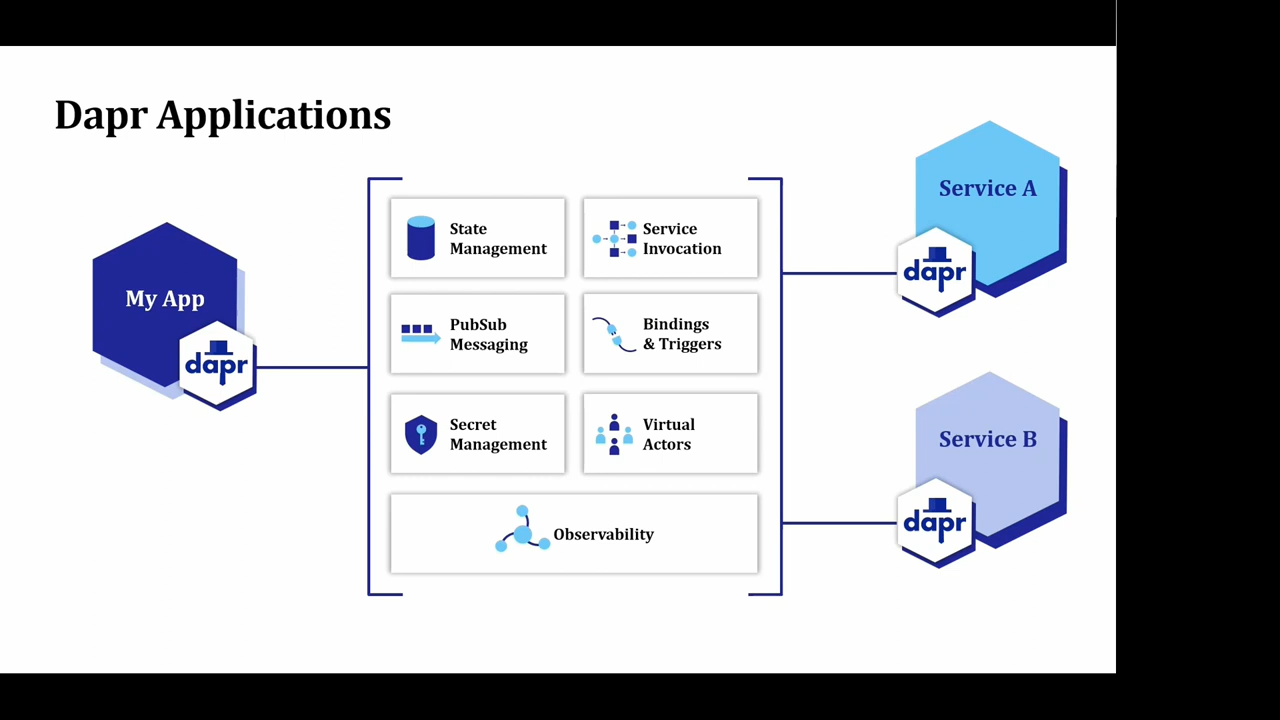 Dapr Applications
My App
dapr
State
Management
Service
Invocation
PubSub
Messaging
Bindings
& Triggers
Secret
Management
Virtual
Actors
Observability
Service A
dapr
Service B
dapr